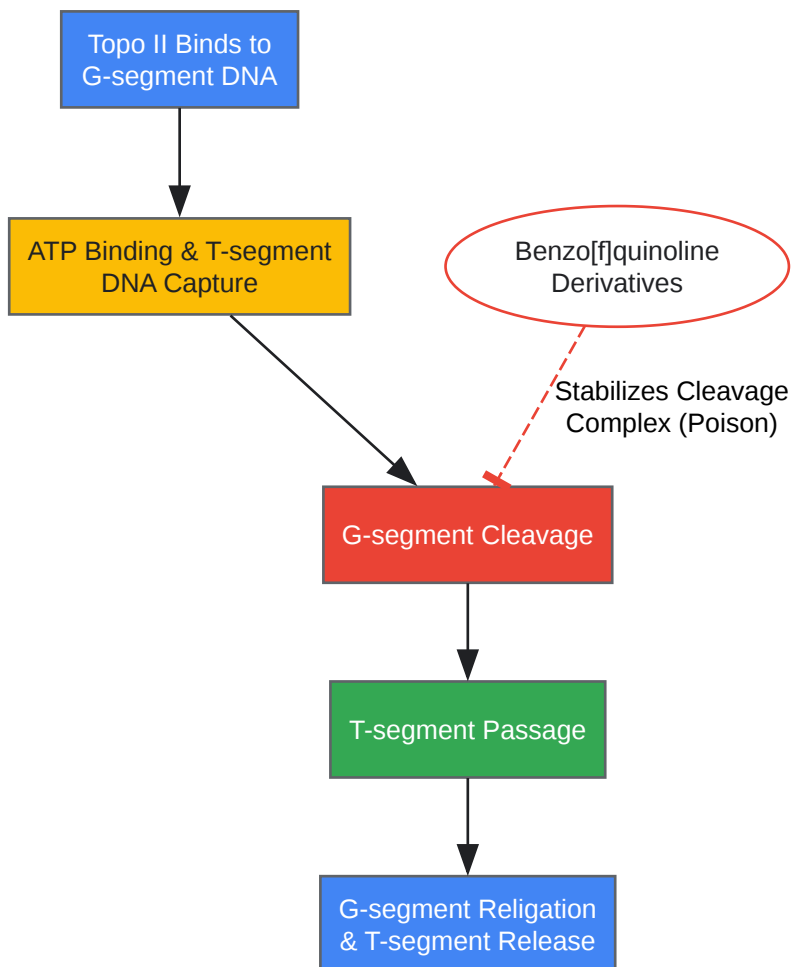 Topo II Binds to
G-segment DNA
ATP Binding & T-segment
DNA Capture
Benzo[f]quinoline
Derivatives
Stabilizes Cleavage
Complex (Poison)
G-segment Cleavage
T-segment Passage
G-segment Religation
& T-segment Release